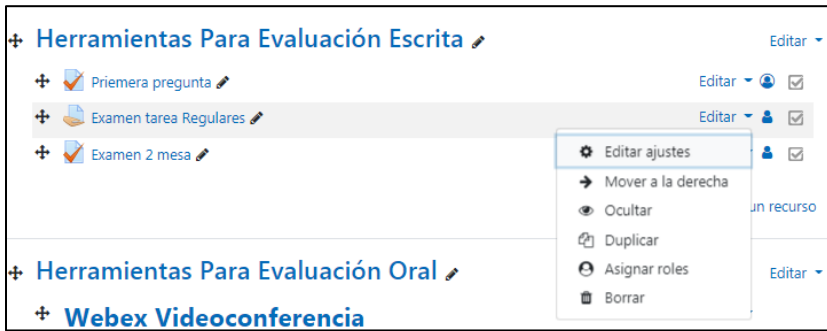 Herramientas Para Evaluación Escrita Editar
Priemera pregunta Editar
Examen tarea Regulares Editar
Examen 2 mesa
Editar ajustes
Mover a la derecha
Ocultar
un recurso
Duplicar
Asignar roles
Herramientas Para Evaluación Oral Editar
Borrar
Webex Videoconferencia